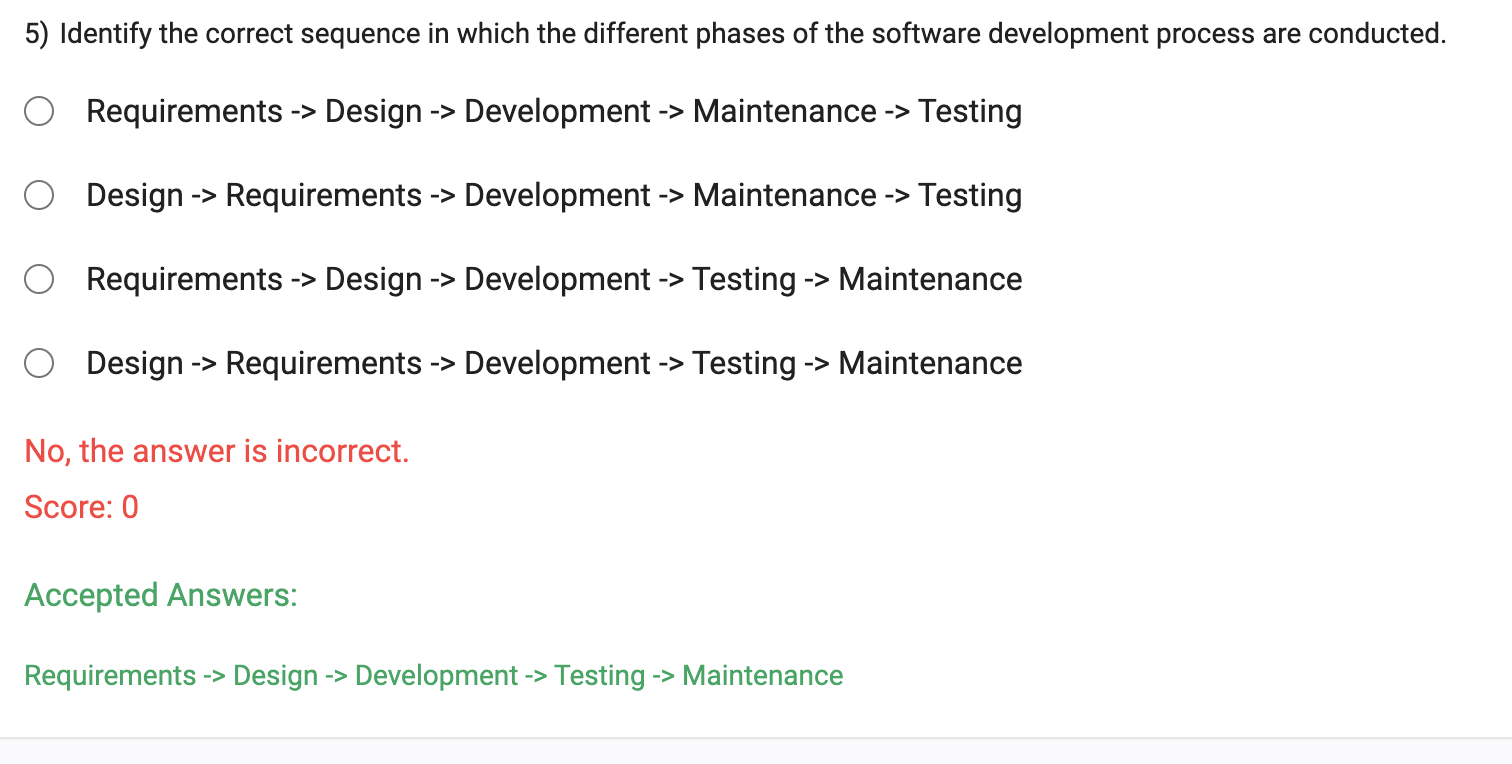 5) Identify the correct sequence in which the different phases of the software development process are conducted.
Requirements -> Design -> Development -> Maintenance -> Testing
Design -> Requirements -> Development -> Maintenance -> Testing
Requirements -> Design -> Development -> Testing -> Maintenance
Design -> Requirements -> Development -> Testing -> Maintenance
No, the answer is incorrect.
Score: 0
Accepted Answers:
Requirements -> Design -> Development -> Testing -> Maintenance